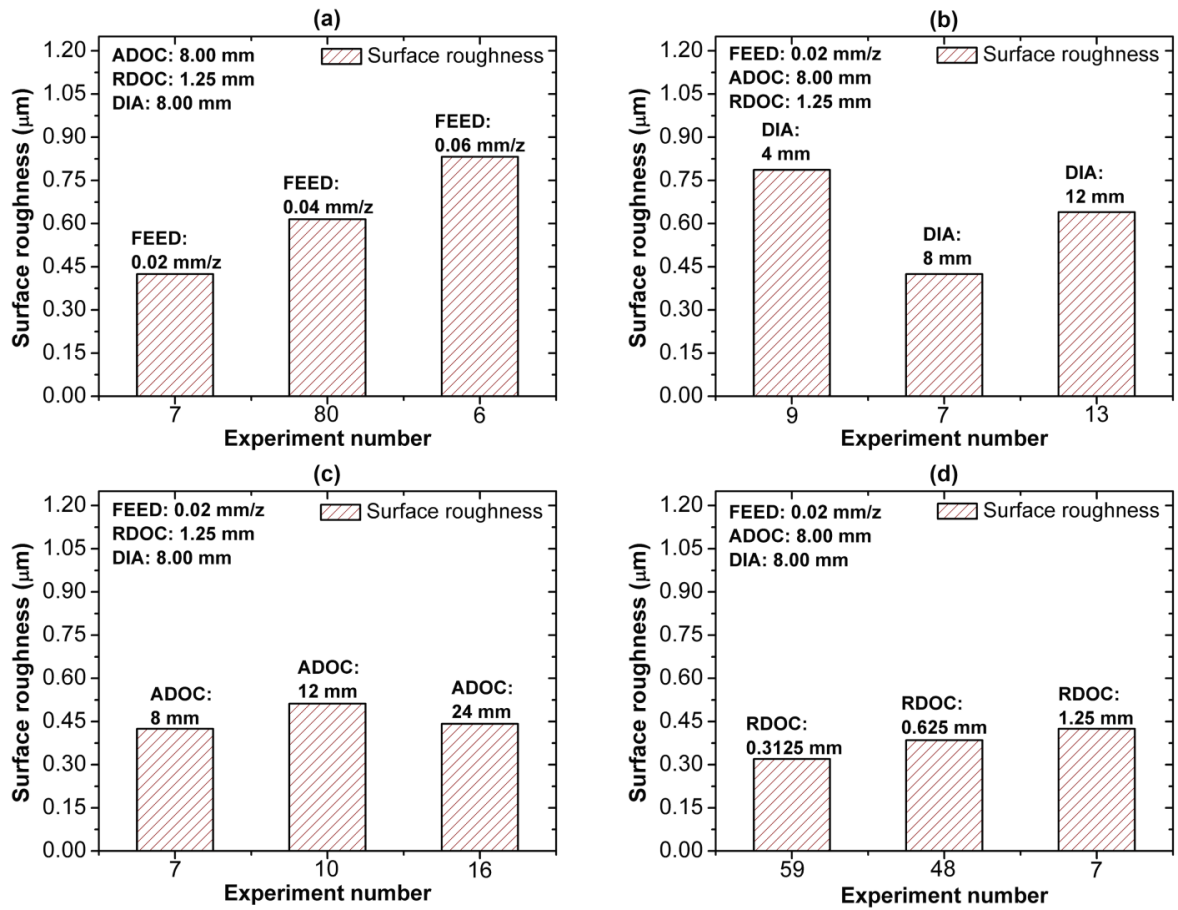 (a)
ADOC: 8.00 mm
RDOC: 1.25 mm
DIA: 8.00 mm
Surface roughness
FEED:
0.02 mm/z
FEED:
0.04 mm/z
FEED:
0.06 mm/z
1.20
1.05
0.90
0.75
0.60
0.45
0.30
0.15
0.00
Surface roughness (μm)
7 80 6
Experiment number
(b)
FEED: 0.02 mm/z
ADOC: 8.00 mm
RDOC: 1.25 mm
Surface roughness
DIA:
4 mm
DIA:
8 mm
DIA:
12 mm
1.20
1.05
0.90
0.75
0.60
0.45
0.30
0.15
0.00
Surface roughness (μm)
9 7 13
Experiment number
(c)
FEED: 0.02 mm/z
RDOC: 1.25 mm
DIA: 8.00 mm
Surface roughness
ADOC:
8 mm
ADOC:
12 mm
ADOC:
24 mm
1.20
1.05
0.90
0.75
0.60
0.45
0.30
0.15
0.00
Surface roughness (μm)
7 10 16
Experiment number
(d)
FEED: 0.02 mm/z
ADOC: 8.00 mm
DIA: 8.00 mm
Surface roughness
RDOC:
0.3125 mm
RDOC:
0.625 mm
RDOC:
1.25 mm
1.20
1.05
0.90
0.75
0.60
0.45
0.30
0.15
0.00
Surface roughness (μm)
59 48 7
Experiment number